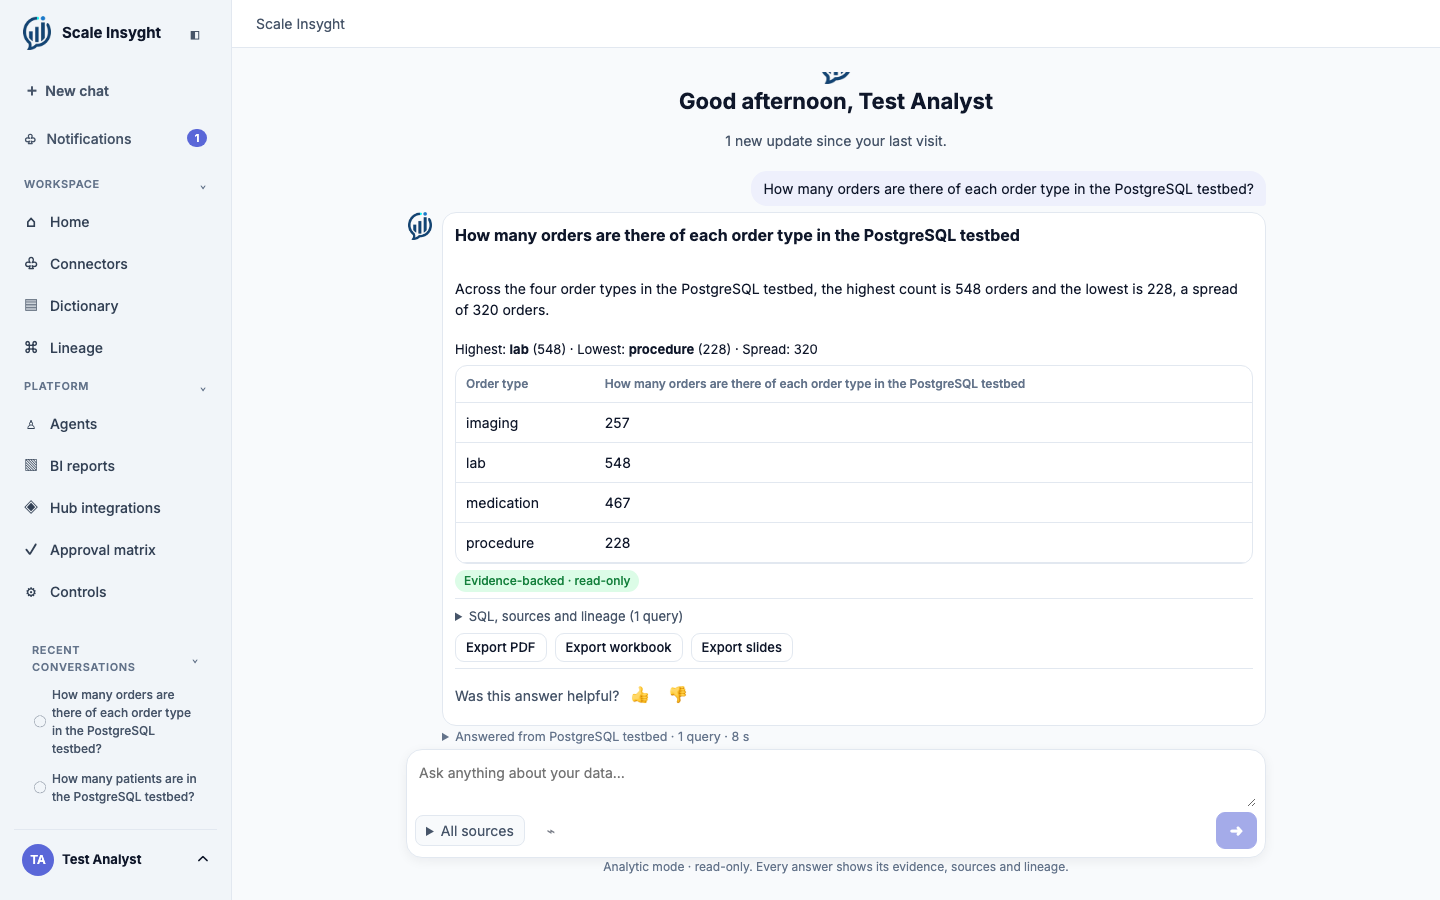 Scale Insyght
Scale Insyght
+ New chat
Notifications 1
WORKSPACE
Home
Connectors
Dictionary
Lineage
PLATFORM
Agents
BI reports
Hub integrations
Approval matrix
Controls
RECENT
CONVERSATIONS
How many orders are
there of each order type
in the PostgreSQL
testbed?
How many patients are in
the PostgreSQL testbed?
TA Test Analyst
Good afternoon, Test Analyst
1 new update since your last visit.
How many orders are there of each order type in the PostgreSQL testbed?
How many orders are there of each order type in the PostgreSQL testbed
Across the four order types in the PostgreSQL testbed, the highest count is 548 orders and the lowest is 228, a spread
of 320 orders.
Highest: lab (548) · Lowest: procedure (228) · Spread: 320
Order type How many orders are there of each order type in the PostgreSQL testbed
imaging 257
lab 548
medication 467
procedure 228
Evidence-backed · read-only
SQL, sources and lineage (1 query)
Export PDF Export workbook Export slides
Was this answer helpful? 👍 👎
Answered from PostgreSQL testbed · 1 query · 8 s
Ask anything about your data...
All sources
Analytic mode · read-only. Every answer shows its evidence, sources and lineage.